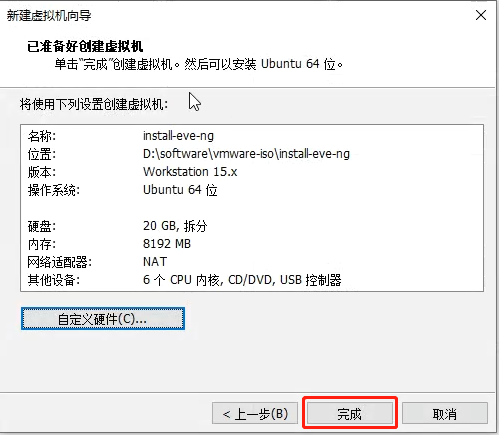 新建虚拟机向导
已准备好创建虚拟机
单击“完成”创建虚拟机。然后可以安装 Ubuntu 64 位。
将使用下列设置创建虚拟机:
名称: install-eve-ng
位置: D:\software\vmware-iso\install-eve-ng
版本: Workstation 15.x
操作系统: Ubuntu 64 位
硬盘: 20 GB, 拆分
内存: 8192 MB
网络适配器: NAT
其他设备: 6 个 CPU 内核, CD/DVD, USB 控制器
自定义硬件(C)...
< 上一步(B) 完成 取消